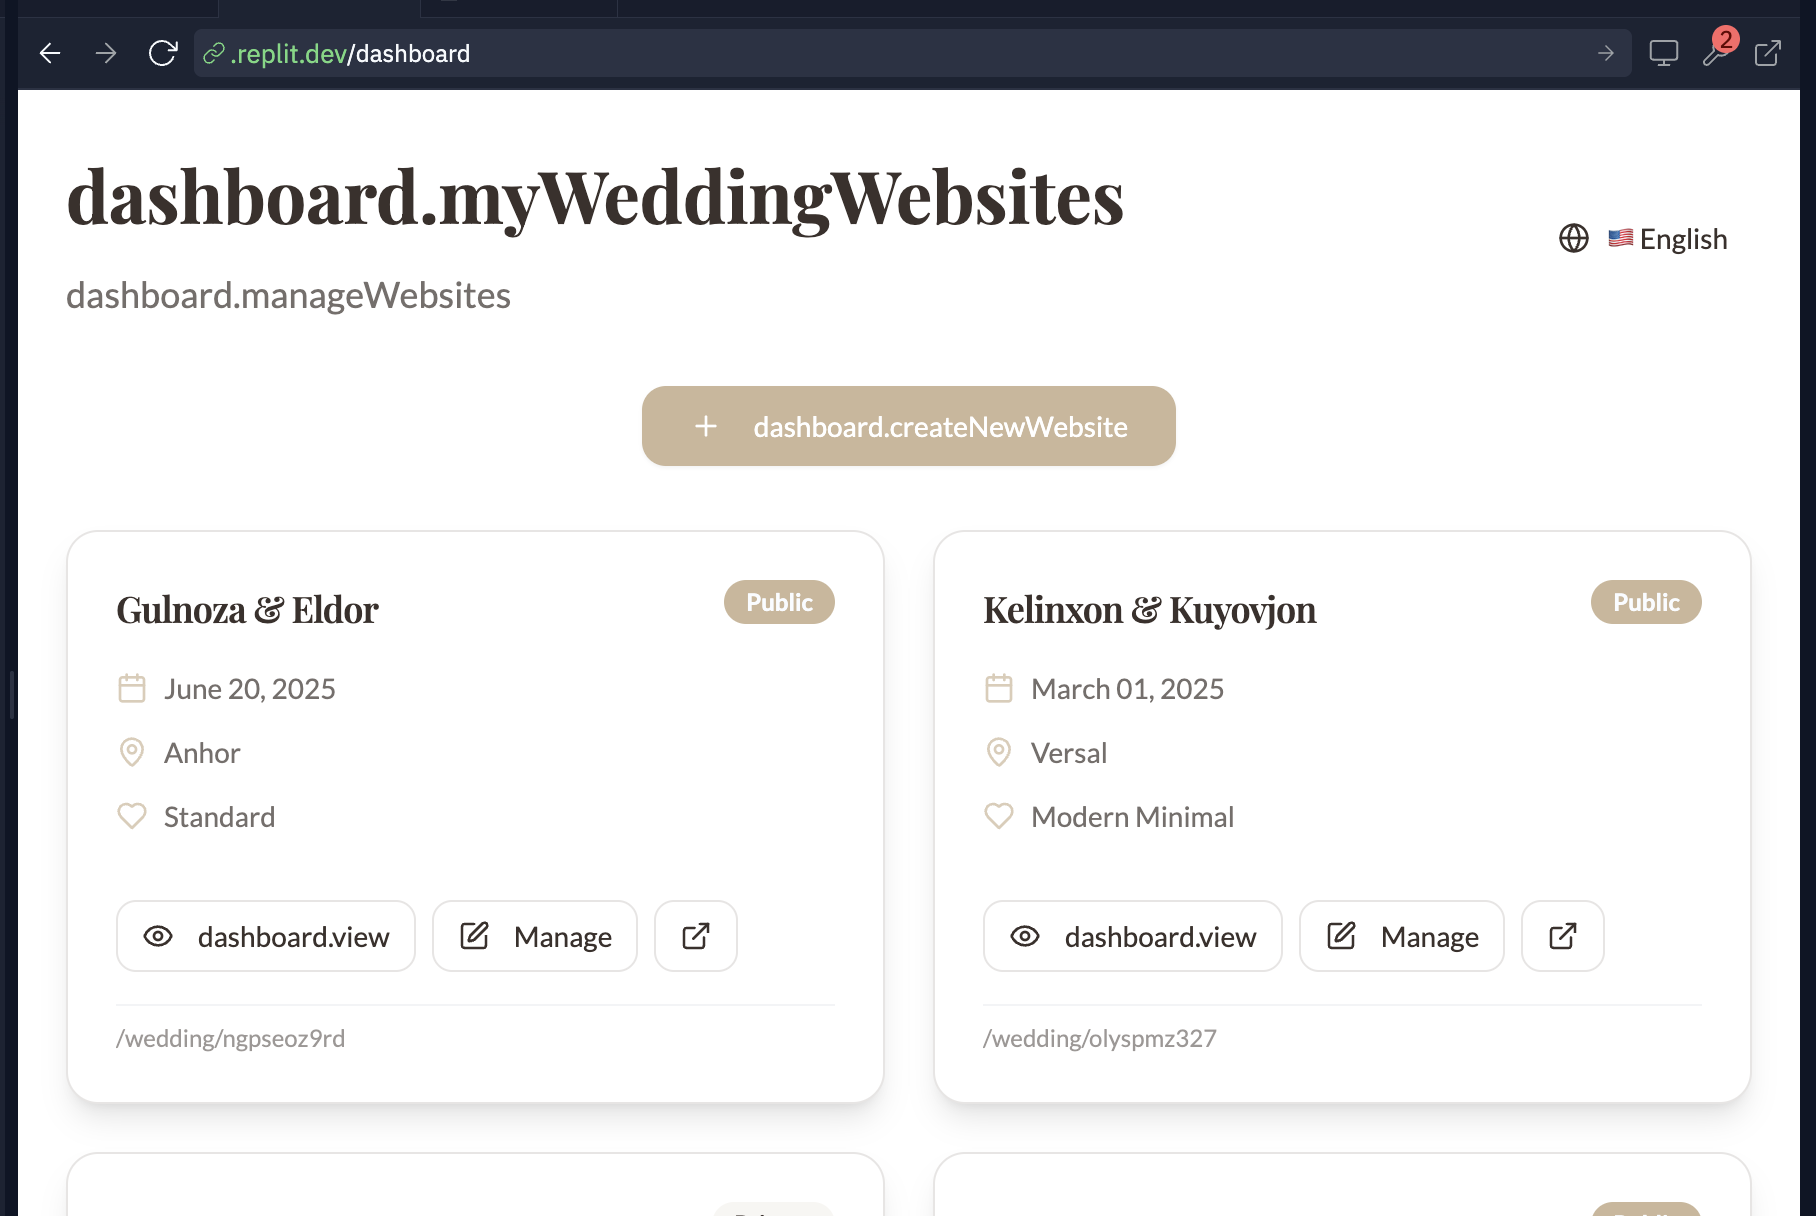 .replit.dev/dashboard
2
dashboard.myWeddingWebsites
English
dashboard.manageWebsites
dashboard.createNewWebsite
Gulnoza & Eldor
Public
June 20, 2025
Anhor
Standard
dashboard.view
Manage
/wedding/ngpseoz9rd
Kelinxon & Kuyovjon
Public
March 01, 2025
Versal
Modern Minimal
dashboard.view
Manage
/wedding/olyspmz327